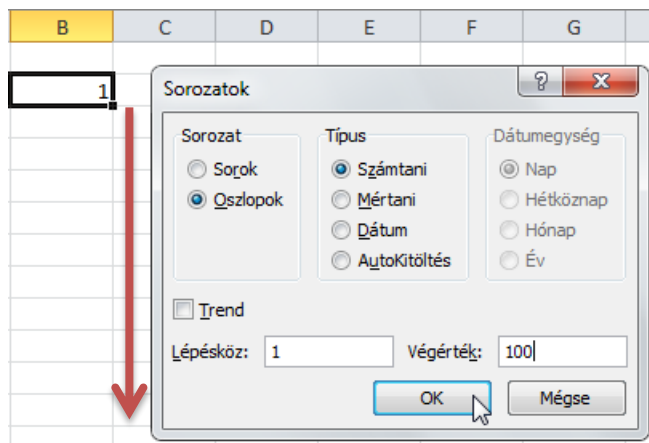 B C D E F G
1
Sorozatok
Sorozat
Sorok
Oszlopok
Típus
Számtani
Mértani
Dátum
AutoKitöltés
Dátumegység
Nap
Hétköznap
Hónap
Év
Trend
Lépésköz: 1 Végérték: 100
OK Mégse